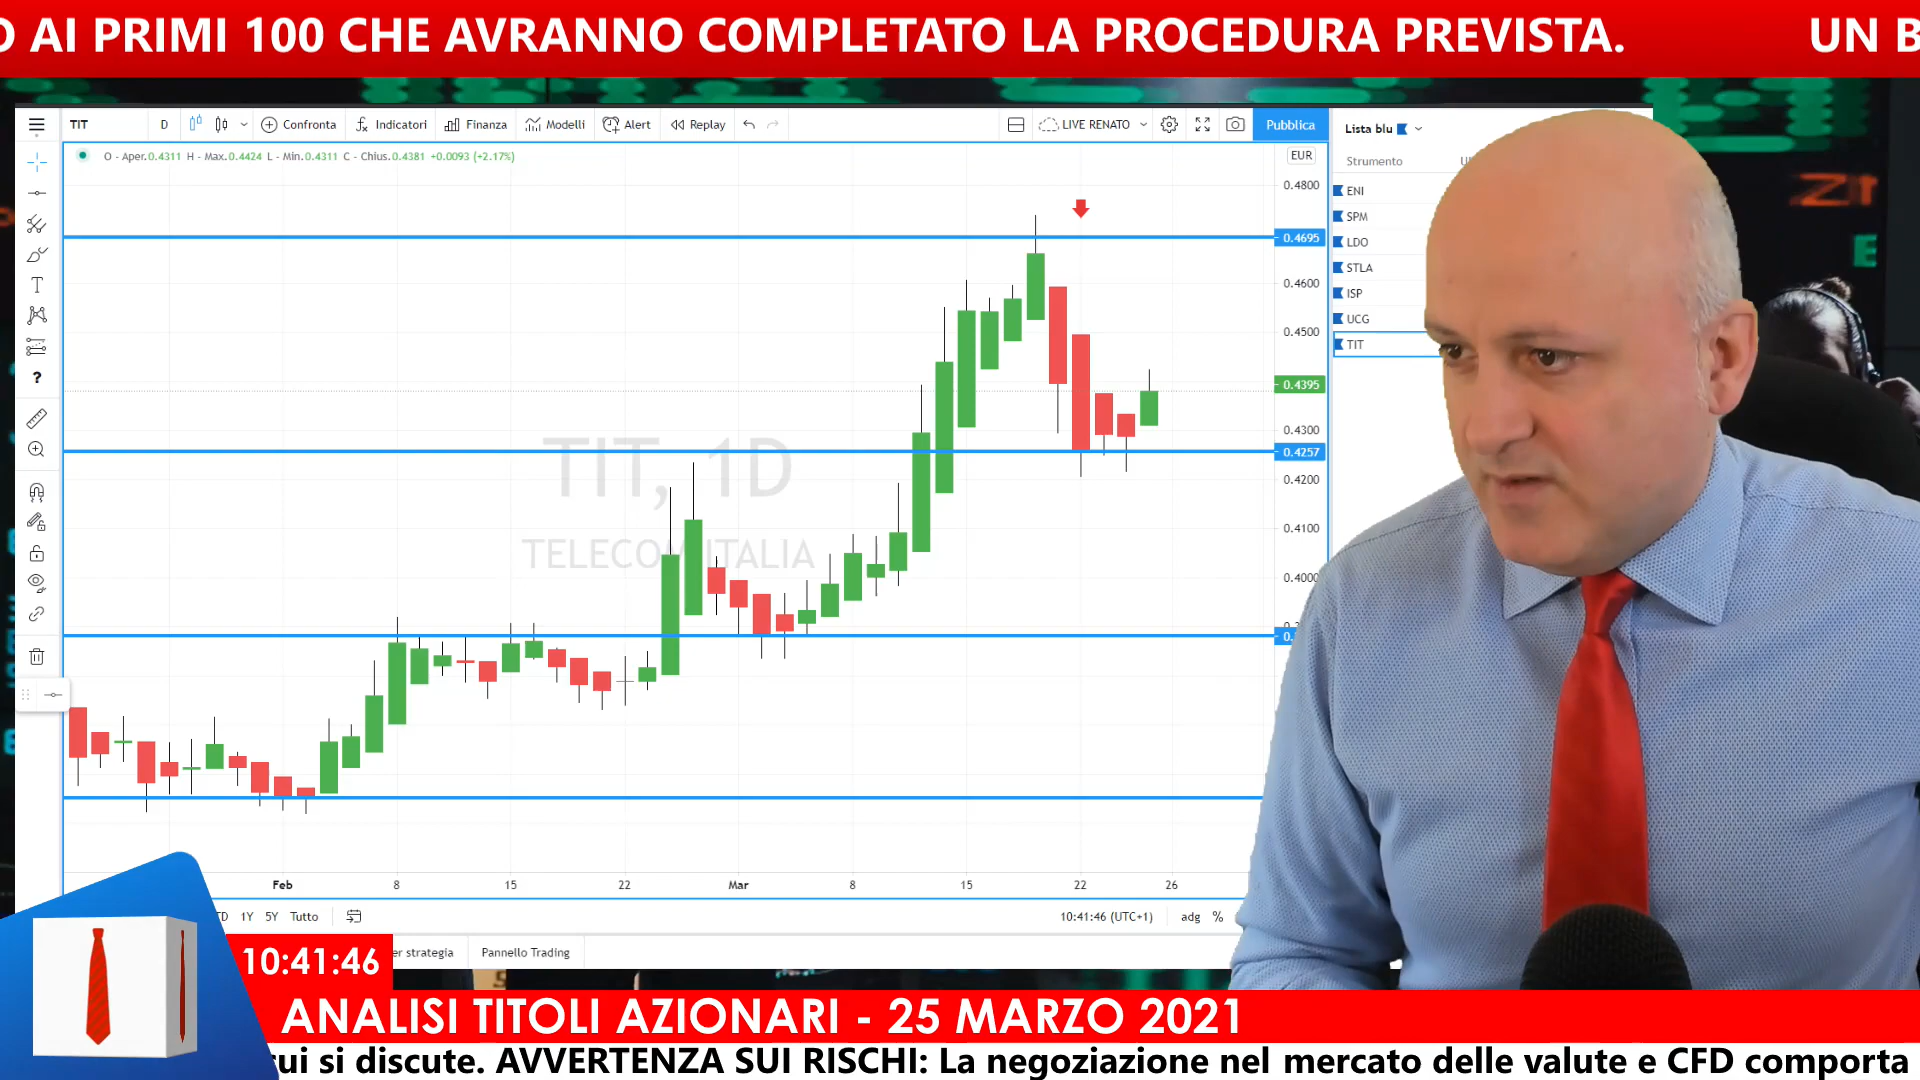 O AI PRIMI 100 CHE AVRANNO COMPLETATO LA PROCEDURA PREVISTA. UN B
TIT D Confronta Indicatori Finanza Modelli Alert Replay LIVE RENATO Pubblica
O - Aper.0.4311 H - Max.0.4424 L - Min.0.4311 C - Chius.0.4381 +0.0093 (+2.17%)
EUR
0.4800
0.4695
0.4600
0.4500
0.4395
0.4300
0.4257
0.4200
0.4100
0.4000
TIT, 1D
TELECOM ITALIA
Lista blu
Strumento
ENI
SPM
LDO
STLA
ISP
UCG
TIT
Feb 8 15 22 Mar 8 15 22 26
1Y 5Y Tutto 10:41:46 (UTC+1) adg %
strategia Pannello Trading
10:41:46
ANALISI TITOLI AZIONARI - 25 MARZO 2021
cui si discute. AVVERTENZA SUI RISCHI: La negoziazione nel mercato delle valute e CFD comporta